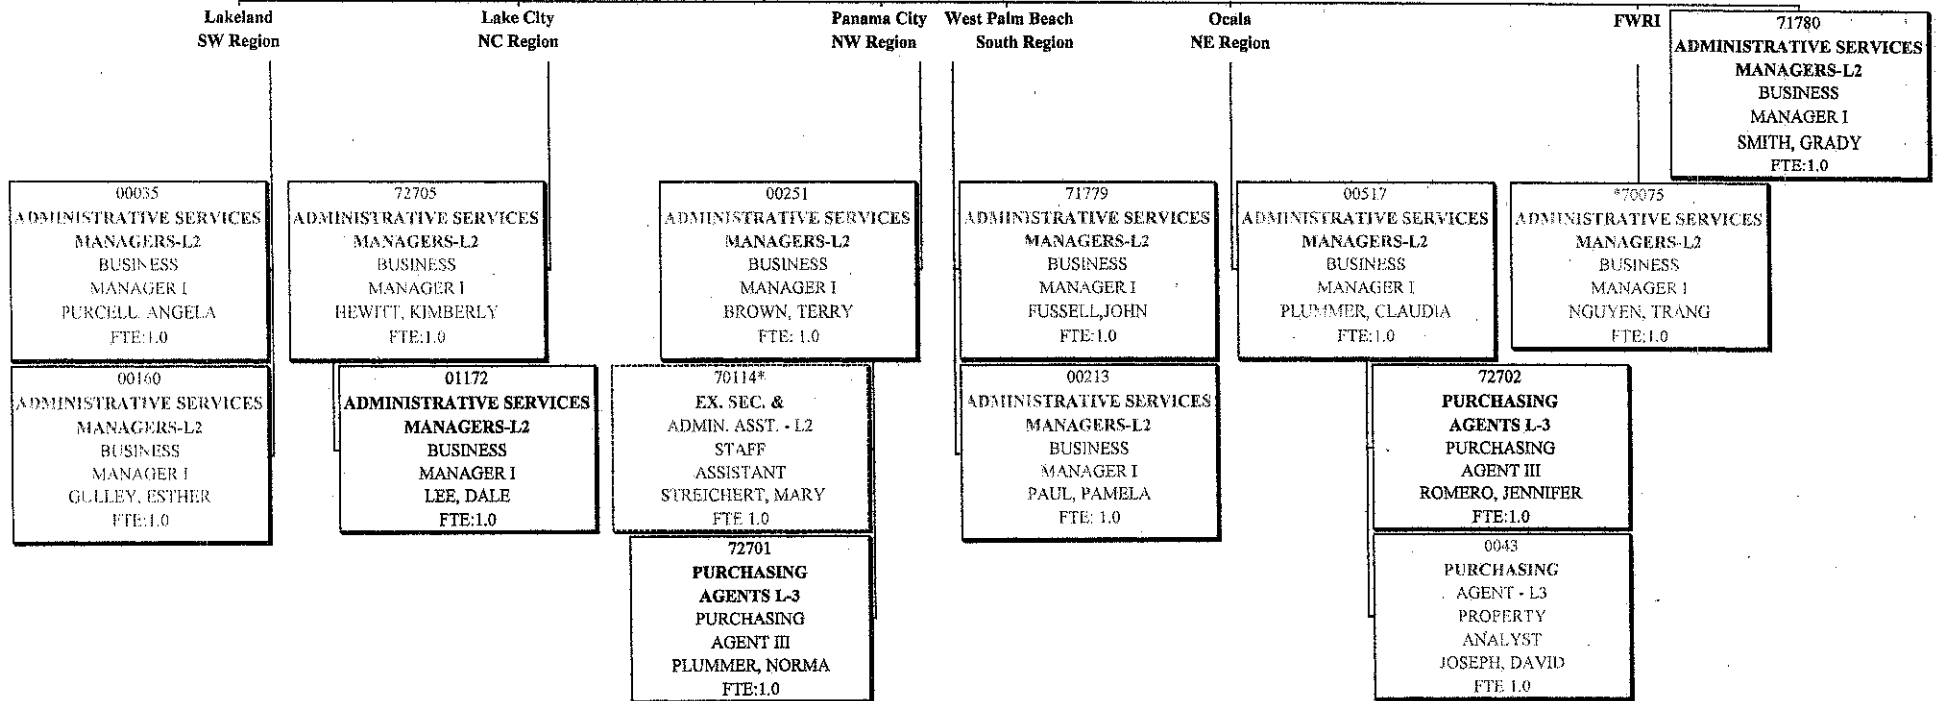 Lakeland
SW Region
Lake City
NC Region
Panama City
NW Region
West Palm Beach
South Region
Ocala
NE Region
FWRI
71780
ADMINISTRATIVE SERVICES
MANAGERS-L2
BUSINESS
MANAGER I
SMITH, GRADY
FTE:1.0
00035
ADMINISTRATIVE SERVICES
MANAGERS-L2
BUSINESS
MANAGER I
PURCELL, ANGELA
FTE:1.0
72705
ADMINISTRATIVE SERVICES
MANAGERS-L2
BUSINESS
MANAGER I
HEWITT, KIMBERLY
FTE:1.0
00251
ADMINISTRATIVE SERVICES
MANAGERS-L2
BUSINESS
MANAGER I
BROWN, TERRY
FTE: 1.0
71779
ADMINISTRATIVE SERVICES
MANAGERS-L2
BUSINESS
MANAGER I
FUSSELL,JOHN
FTE:1.0
00517
ADMINISTRATIVE SERVICES
MANAGERS-L2
BUSINESS
MANAGER I
PLUMMER, CLAUDIA
FTE:1.0
*70075
ADMINISTRATIVE SERVICES
MANAGERS-L2
BUSINESS
MANAGER I
NGUYEN, TRANG
FTE:1.0
00160
ADMINISTRATIVE SERVICES
MANAGERS-L2
BUSINESS
MANAGER I
GULLEY, ESTHER
FTE:1.0
01172
ADMINISTRATIVE SERVICES
MANAGERS-L2
BUSINESS
MANAGER I
LEE, DALE
FTE:1.0
70114*
EX. SEC. &
ADMIN. ASST. - L2
STAFF
ASSISTANT
STREICHERT, MARY
FTE 1.0
00213
ADMINISTRATIVE SERVICES
MANAGERS-L2
BUSINESS
MANAGER I
PAUL, PAMELA
FTE: 1.0
72702
PURCHASING
AGENTS L-3
PURCHASING
AGENT III
ROMERO, JENNIFER
FTE:1.0
72701
PURCHASING
AGENTS L-3
PURCHASING
AGENT III
PLUMMER, NORMA
FTE:1.0
0043
PURCHASING
AGENT - L3
PROPERTY
ANALYST
JOSEPH, DAVID
FTE 1.0